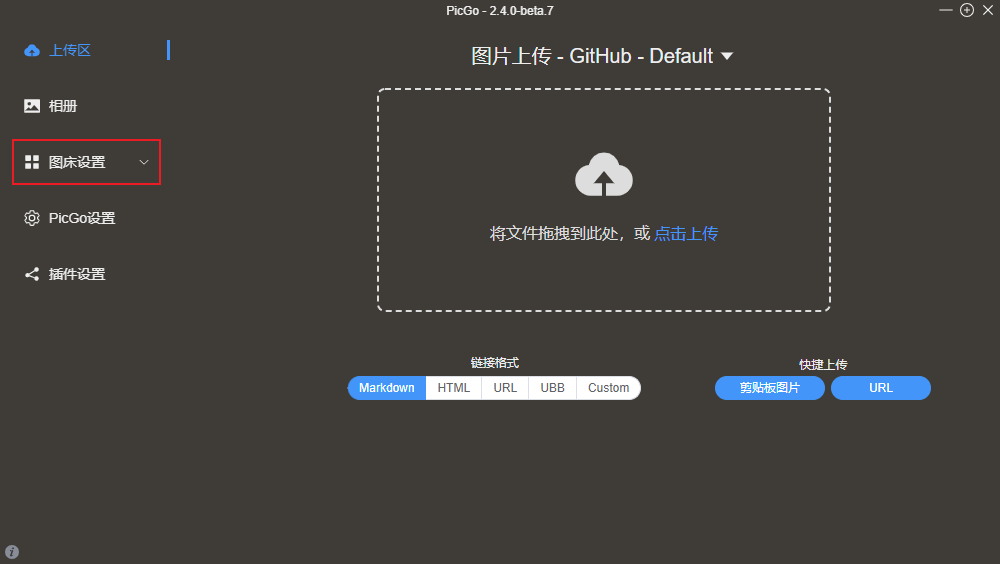 PicGo - 2.4.0-beta.7
上传区
相册
图床设置
PicGo设置
插件设置
图片上传 - GitHub - Default
将文件拖拽到此处，或 点击上传
链接格式
Markdown HTML URL UBB Custom
快捷上传
剪贴板图片 URL
i